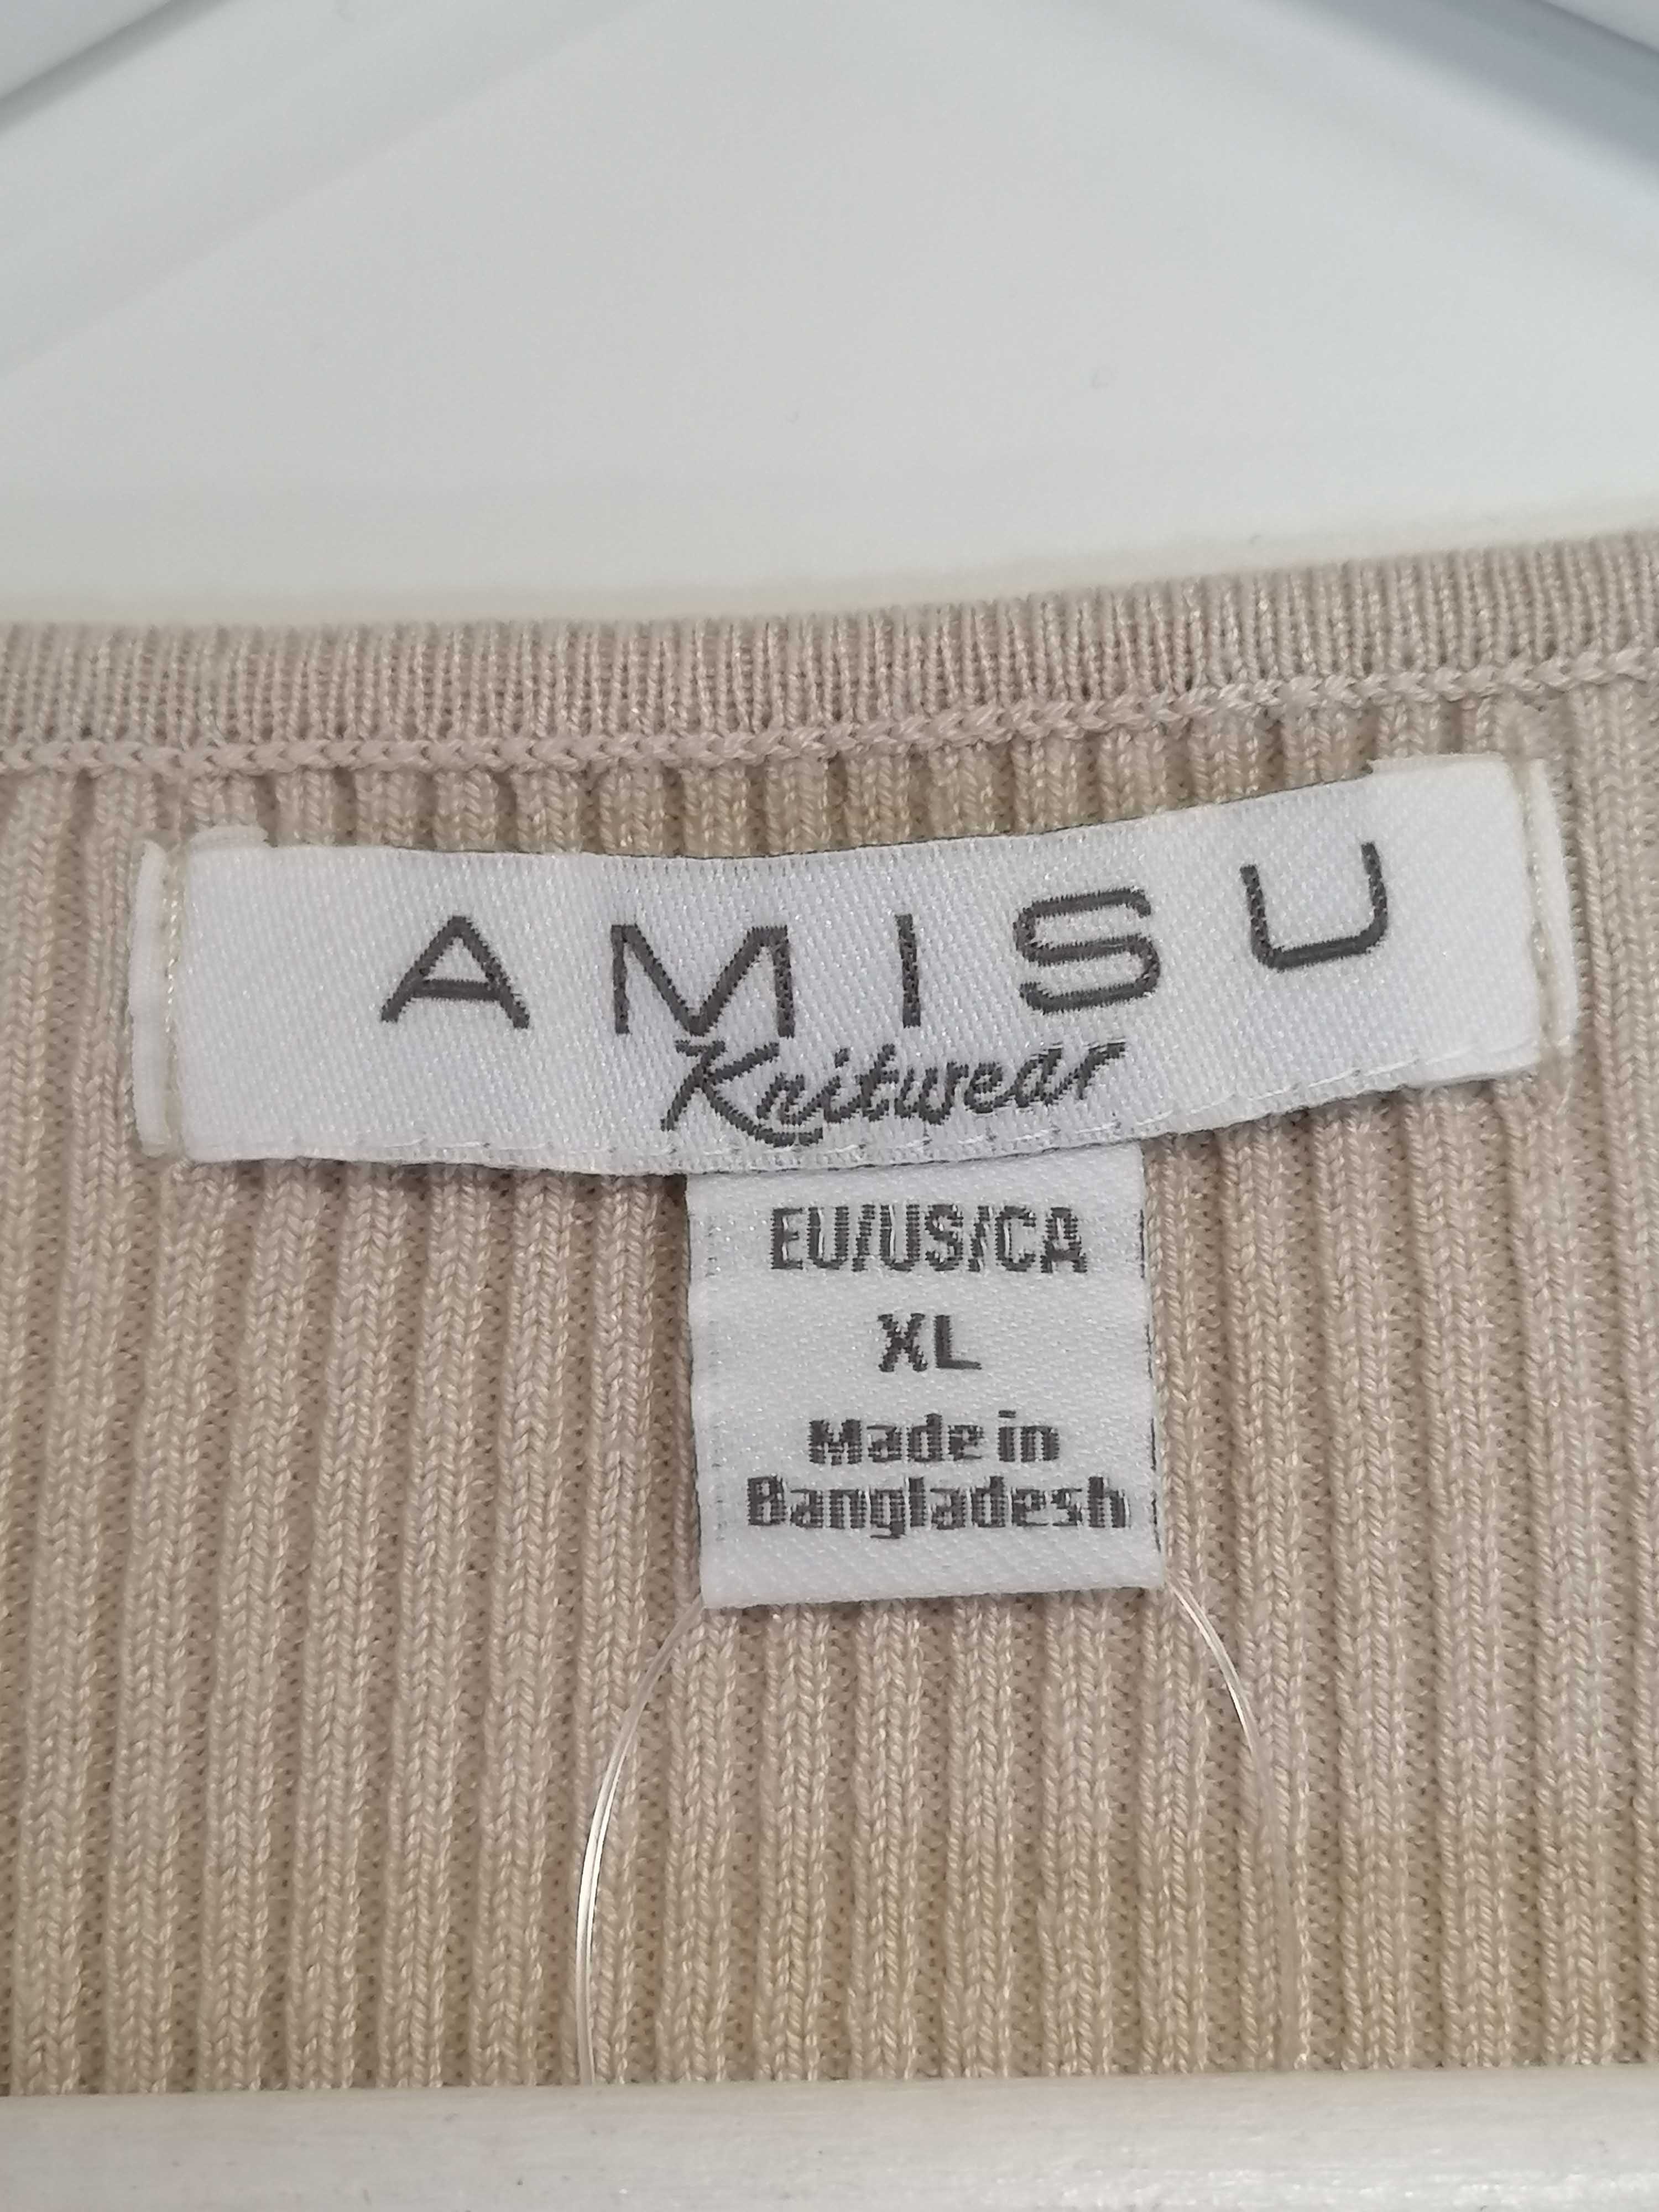 AMISU
Knitwear
EU/US/CA
XL
Made in
Bangladesh